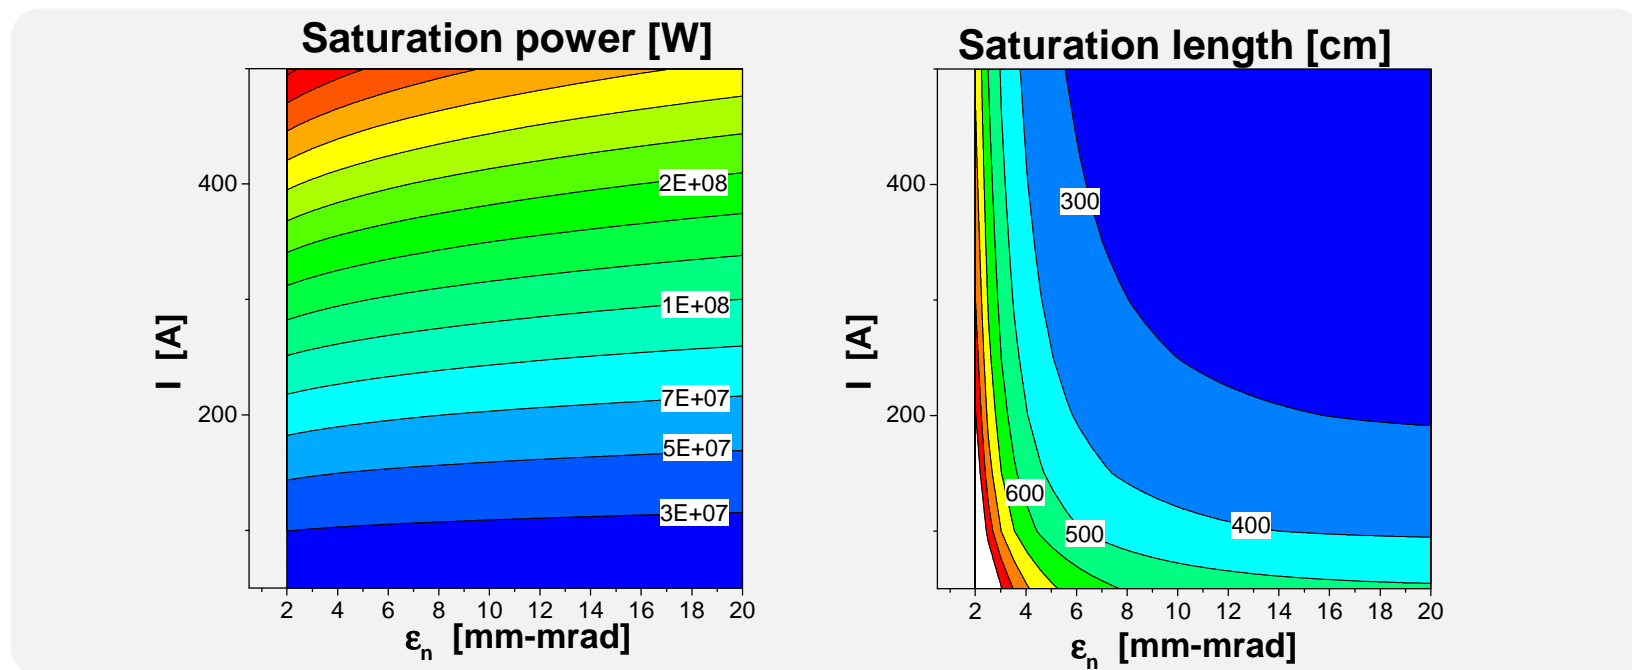 Saturation power [W]
400
200
I [A]
2E+08
1E+08
7E+07
5E+07
3E+07
2 4 6 8 10 12 14 16 18 20
εn [mm-mrad]
Saturation length [cm]
400
200
I [A]
300
600
500
400
2 4 6 8 10 12 14 16 18 20
εn [mm-mrad]